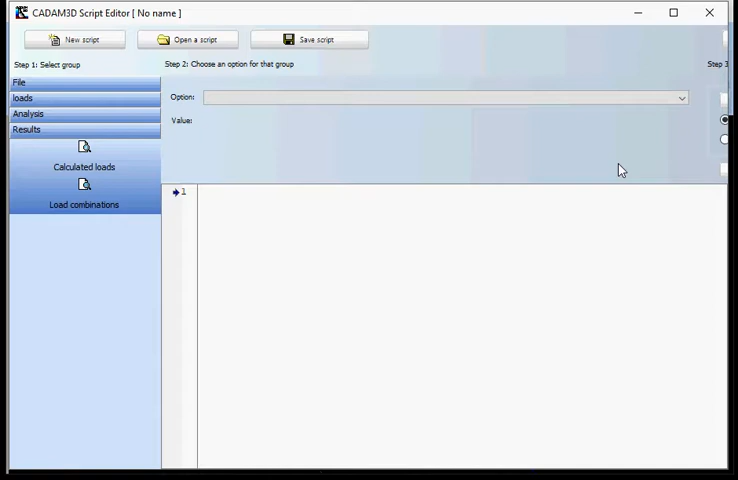 CADAM3D Script Editor [ No name ]
New script
Open a script
Save script
Step 1: Select group
Step 2: Choose an option for that group
Step 3
File
loads
Analysis
Results
Calculated loads
Load combinations
Option:
Value:
1